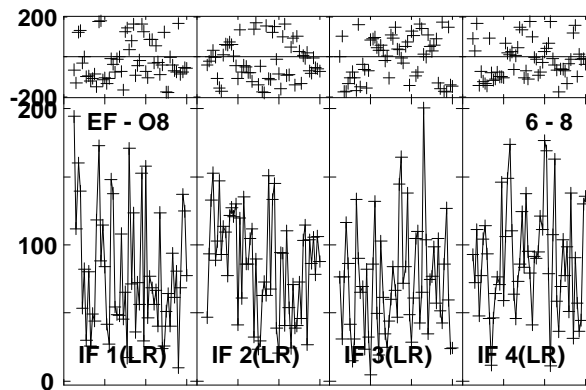 200
-200
200
EF - O8
6 - 8
100
IF 1(LR)
IF 2(LR)
IF 3(LR)
IF 4(LR)
0